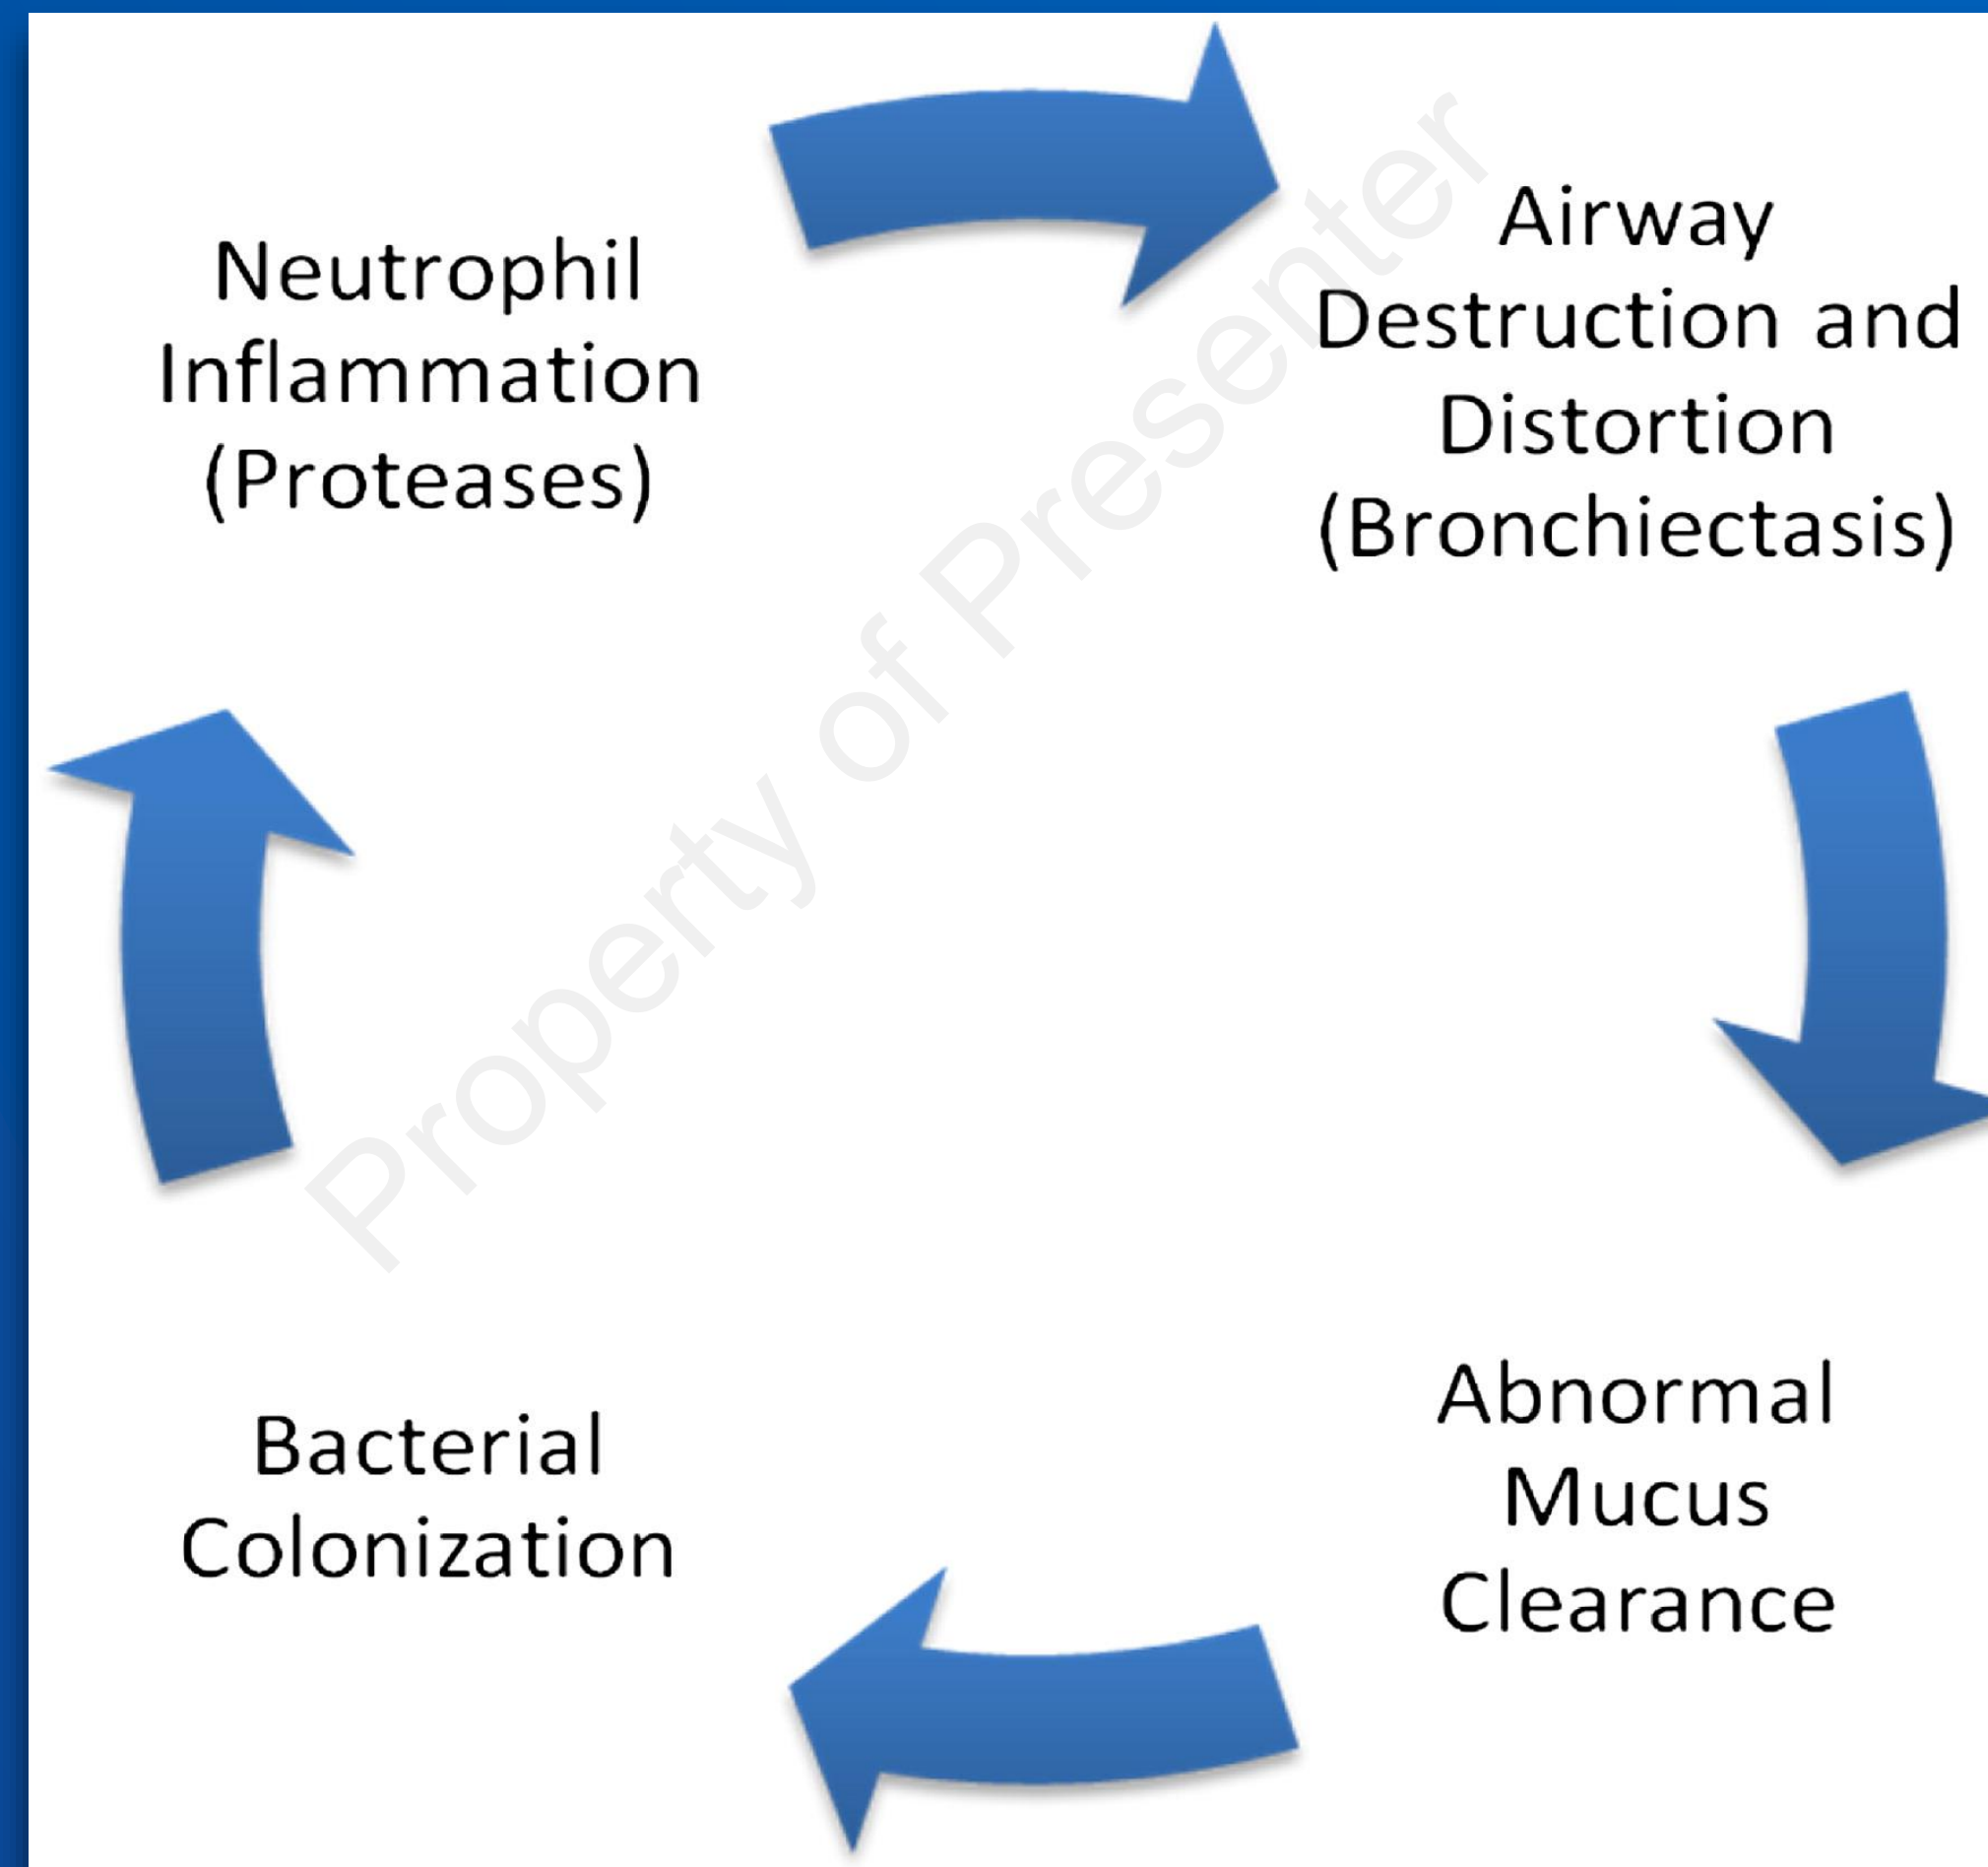 Neutrophil
Inflammation
(Proteases)
Airway
Destruction and
Distortion
(Bronchiectasis)
Abnormal
Mucus
Clearance
Bacterial
Colonization
Property of Presenter